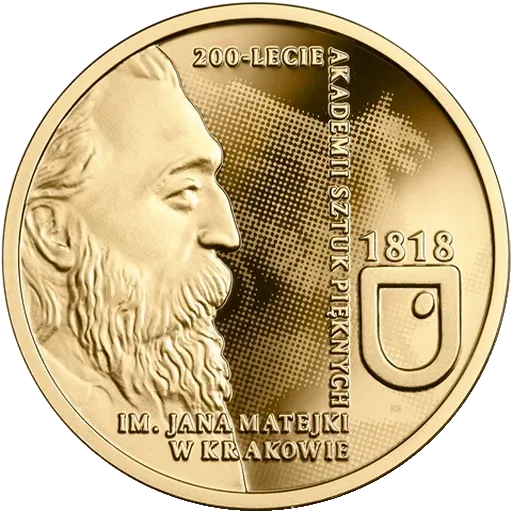 200-LECIE
AKADEMII SZTUK PIĘKNYCH
1818
IM. JANA MATEJKI
W KRAKOWIE